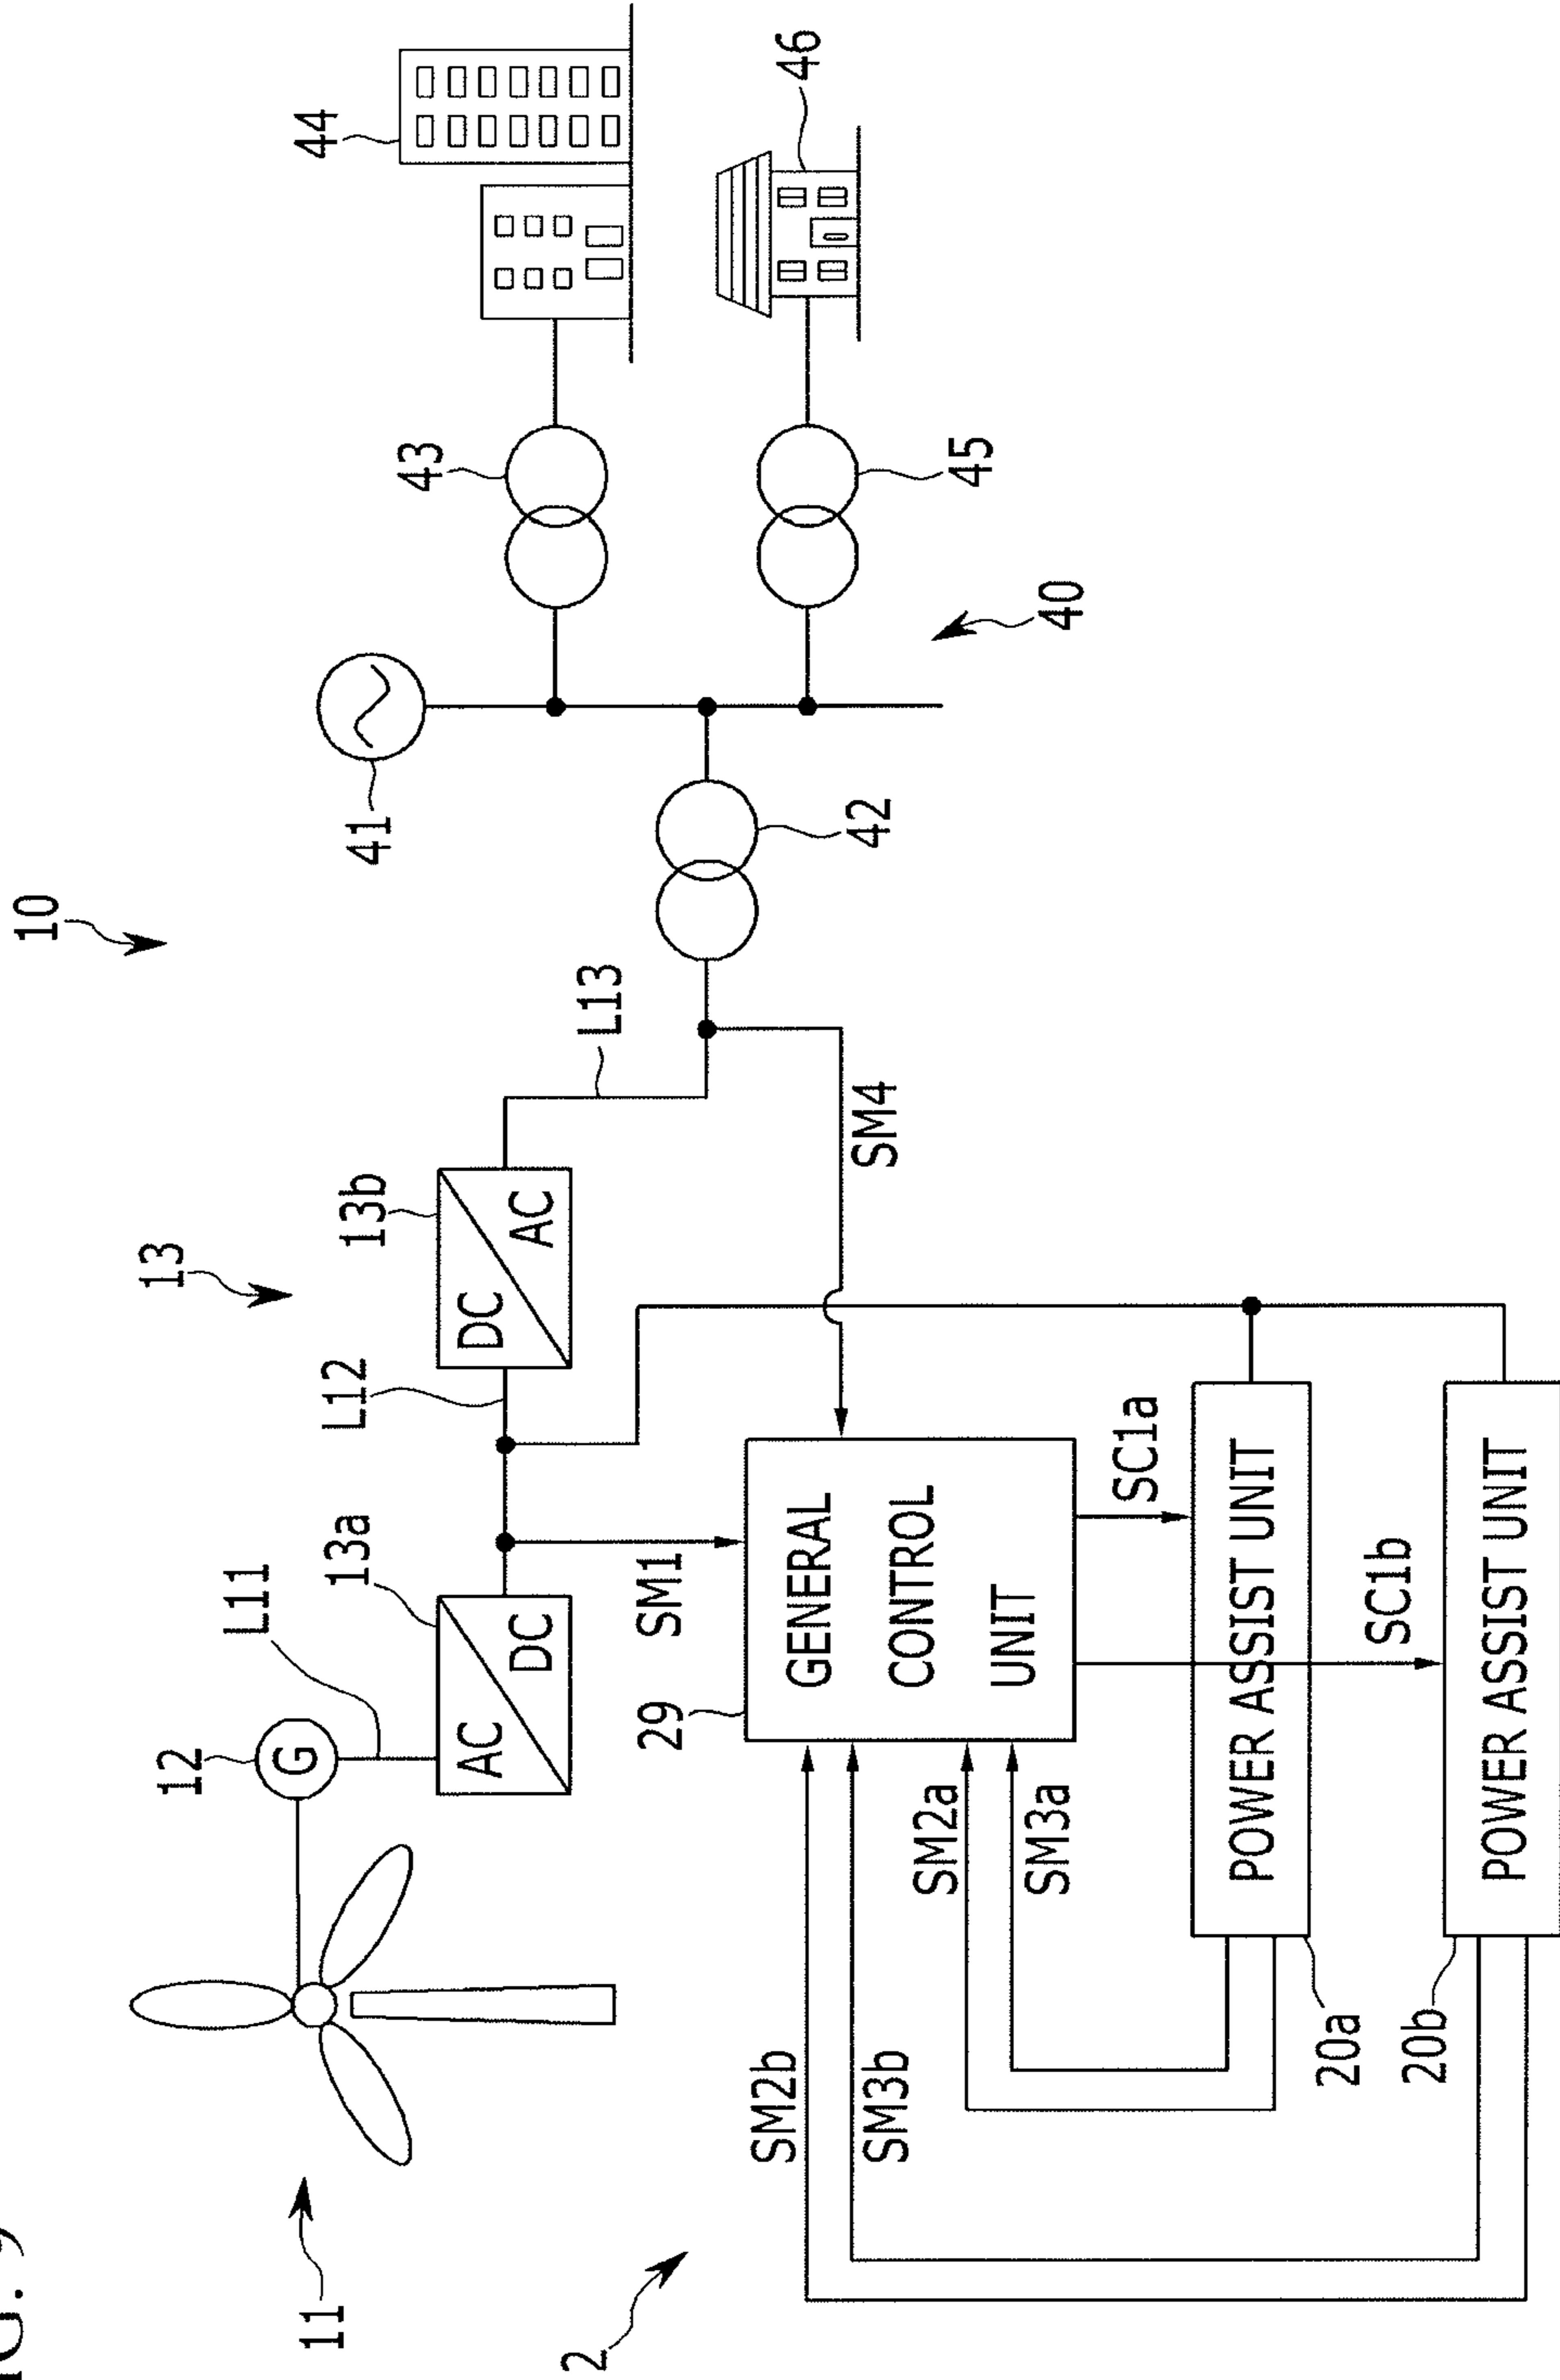 10
13
11
12
G
L11
13a
AC
DC
L12
13b
DC
AC
L13
41
42
43
44
45
46
40
SM1
SM4
29
GENERAL
CONTROL
UNIT
SM2b
SM3b
SM2a
SM3a
SC1a
SC1b
POWER ASSIST UNIT
20a
POWER ASSIST UNIT
20b
2